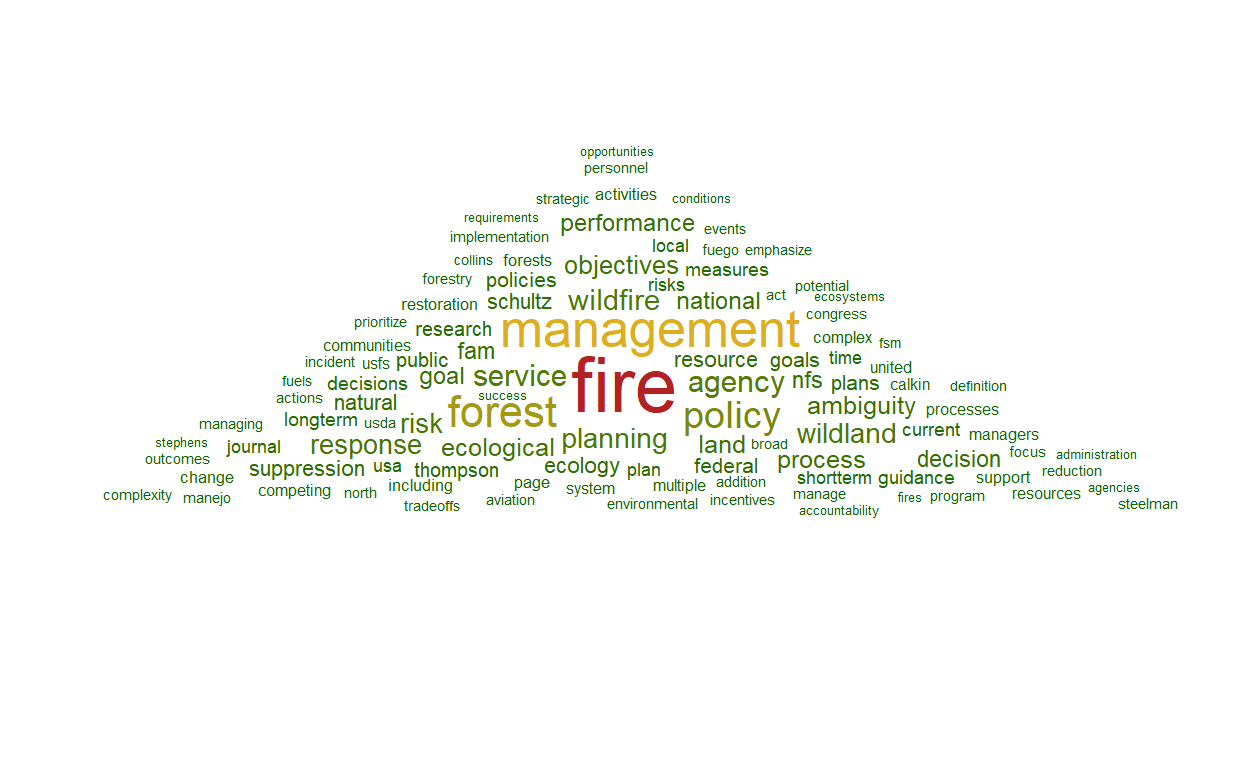 opportunities
personnel
strategic activities conditions
requirements performance events
implementation local fuego emphasize
collins forests objectives measures
forestry policies risks potential
restoration schultz wildfire national act ecosystems
prioritize research management congress
communities complex fsm
incident usfs public fam resource goals time united
fuels decisions goal service fire agency nfs plans calkin definition
actions natural success
managing longterm usda risk forest policy ambiguity processes
stephens journal response ecological planning land broad wildland current managers
outcomes suppression usa thompson ecology plan federal process decision focus administration
change competing including page system multiple addition shortterm guidance support reduction
complexity manejo north tradeoffs aviation environmental incentives manage fires program resources agencies
accountability steelman